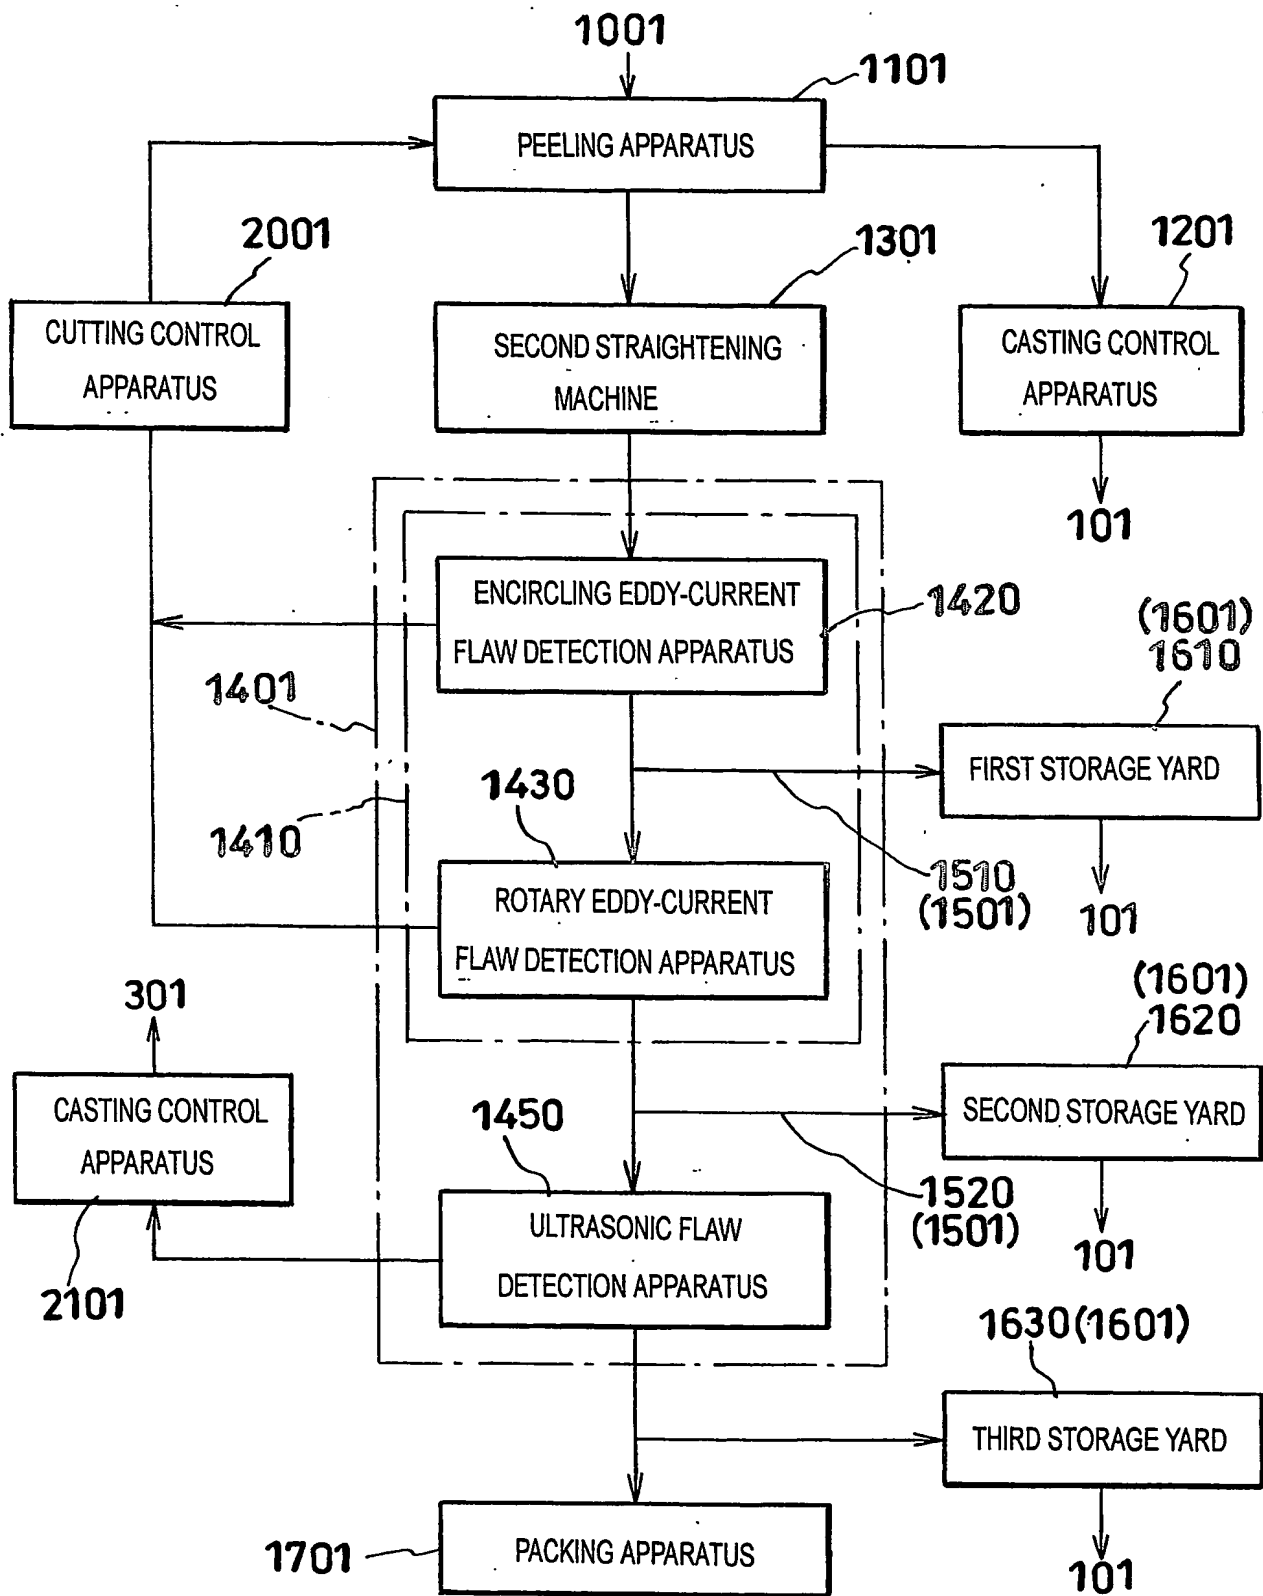 1001
1101
PEELING APPARATUS
2001
1301
1201
CUTTING CONTROL
APPARATUS
SECOND STRAIGHTENING
MACHINE
CASTING CONTROL
APPARATUS
101
ENCIRCLING EDDY-CURRENT
FLAW DETECTION APPARATUS
1420
(1601)
1610
1401
FIRST STORAGE YARD
1430
1410
1510
(1501)
101
ROTARY EDDY-CURRENT
FLAW DETECTION APPARATUS
301
(1601)
1620
CASTING CONTROL
APPARATUS
1450
SECOND STORAGE YARD
1520
(1501)
ULTRASONIC FLAW
DETECTION APPARATUS
101
2101
1630(1601)
THIRD STORAGE YARD
1701
PACKING APPARATUS
101